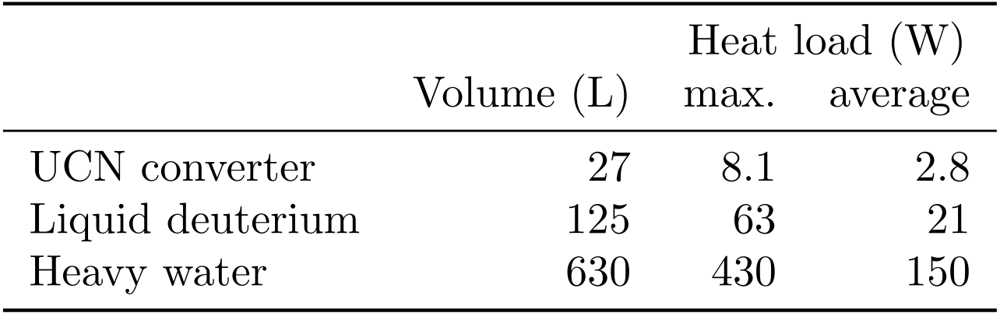 Heat load (W)
Volume (L) max. average
UCN converter 27 8.1 2.8
Liquid deuterium 125 63 21
Heavy water 630 430 150